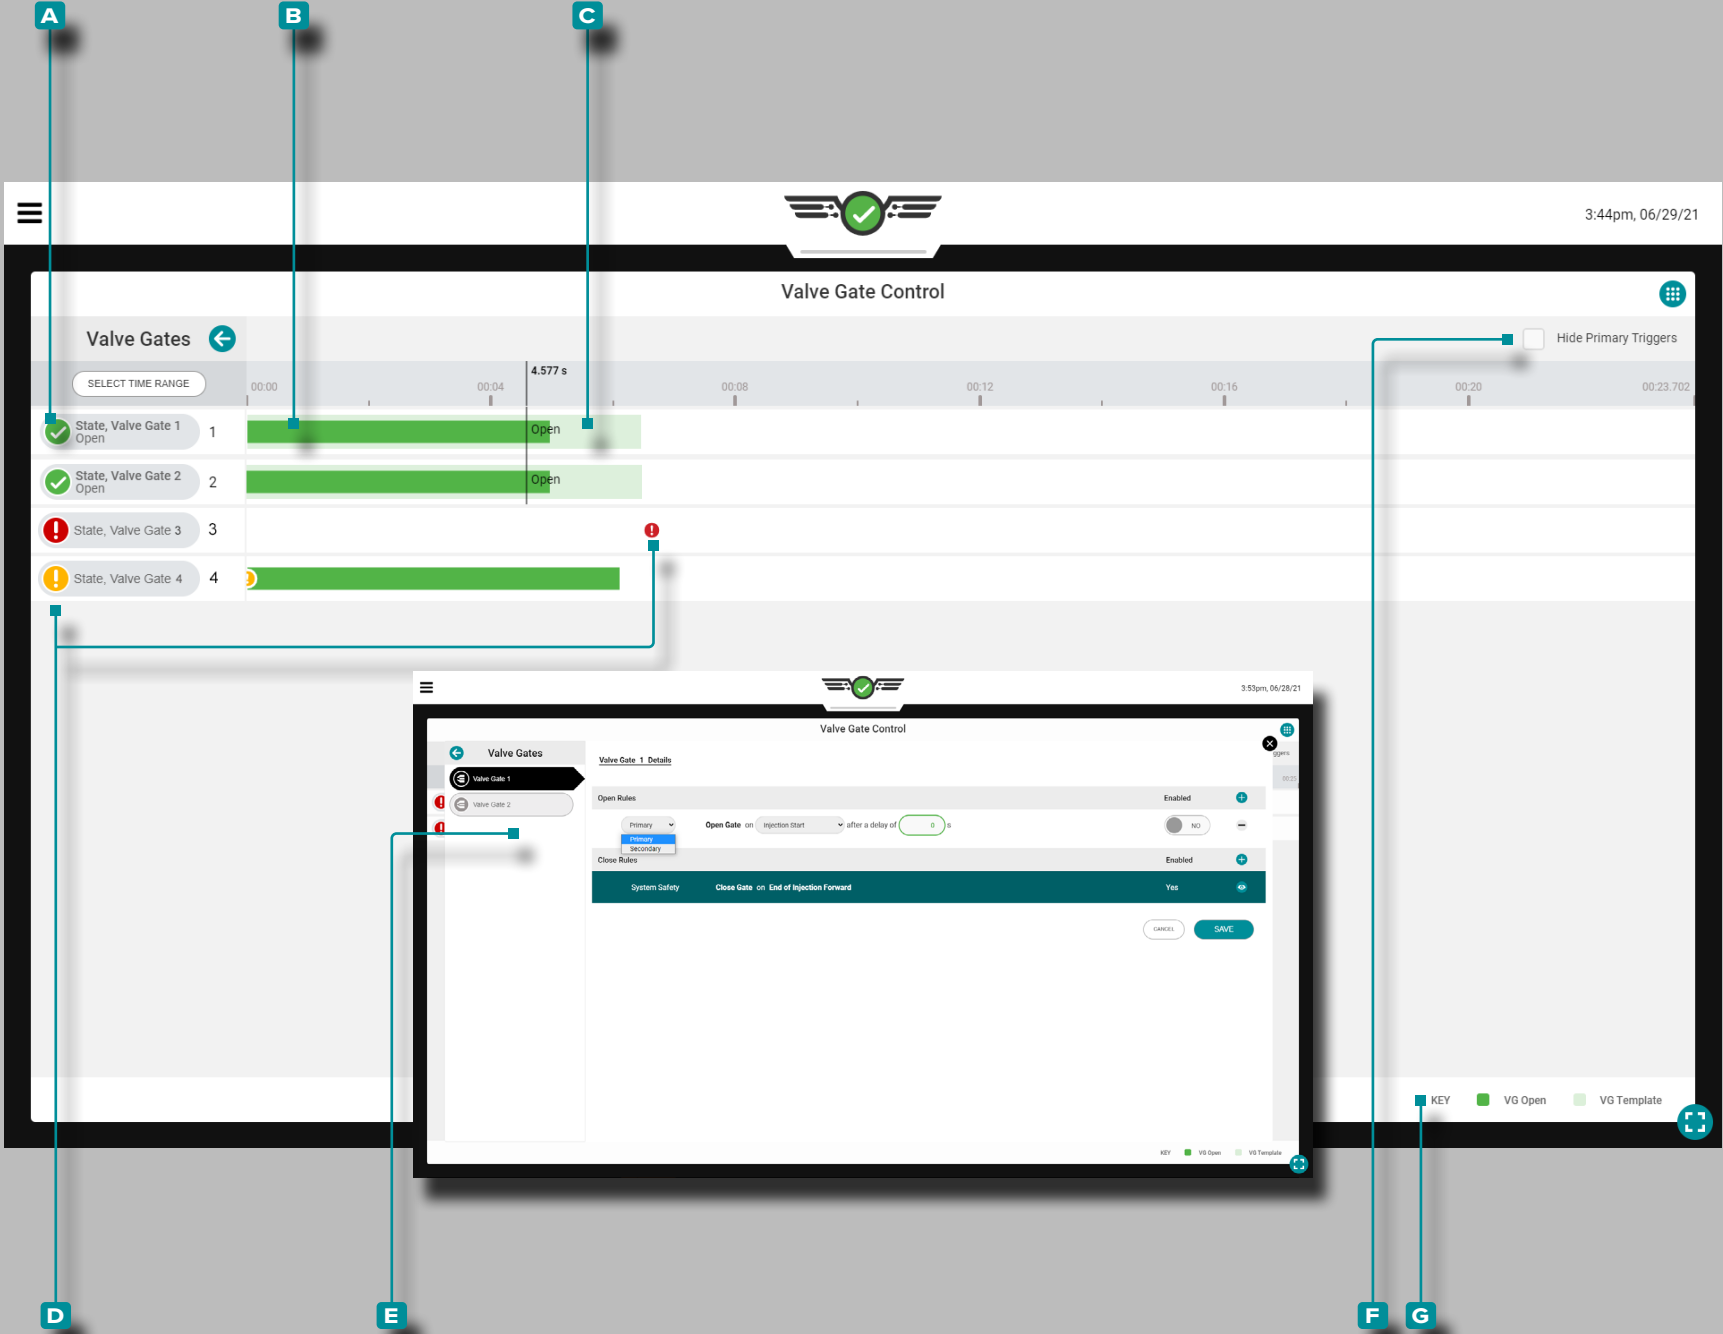 A B C
3:44pm, 06/29/21
Valve Gate Control
Valve Gates
Hide Primary Triggers
SELECT TIME RANGE
4.577 s
00:00 00:04 00:08 00:12 00:16 00:20 00:23.702
State, Valve Gate 1
Open
1
Open
State, Valve Gate 2
Open
2
Open
State, Valve Gate 3 3
State, Valve Gate 4 4
3:53pm, 06/28/21
Valve Gate Control
Valve Gates
Valve Gate 1 Details
ggers
Valve Gate 1
00:25
Valve Gate 2
Open Rules Enabled
Primary Open Gate on Injection Start after a delay of 0 s NO
Primary
Secondary
Close Rules Enabled
System Safety Close Gate on End of Injection Forward Yes
CANCEL SAVE
KEY VG Open VG Template
KEY VG Open VG Template
D E F G